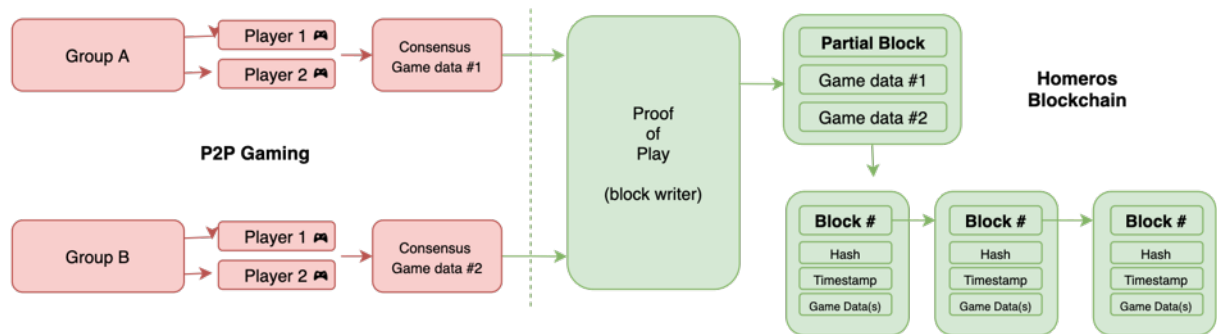 Group A
Player 1
Player 2
Consensus
Game data #1
P2P Gaming
Group B
Player 1
Player 2
Consensus
Game data #2
Proof
of
Play
(block writer)
Partial Block
Game data #1
Game data #2
Homeros
Blockchain
Block #
Hash
Timestamp
Game Data(s)
Block #
Hash
Timestamp
Game Data(s)
Block #
Hash
Timestamp
Game Data(s)